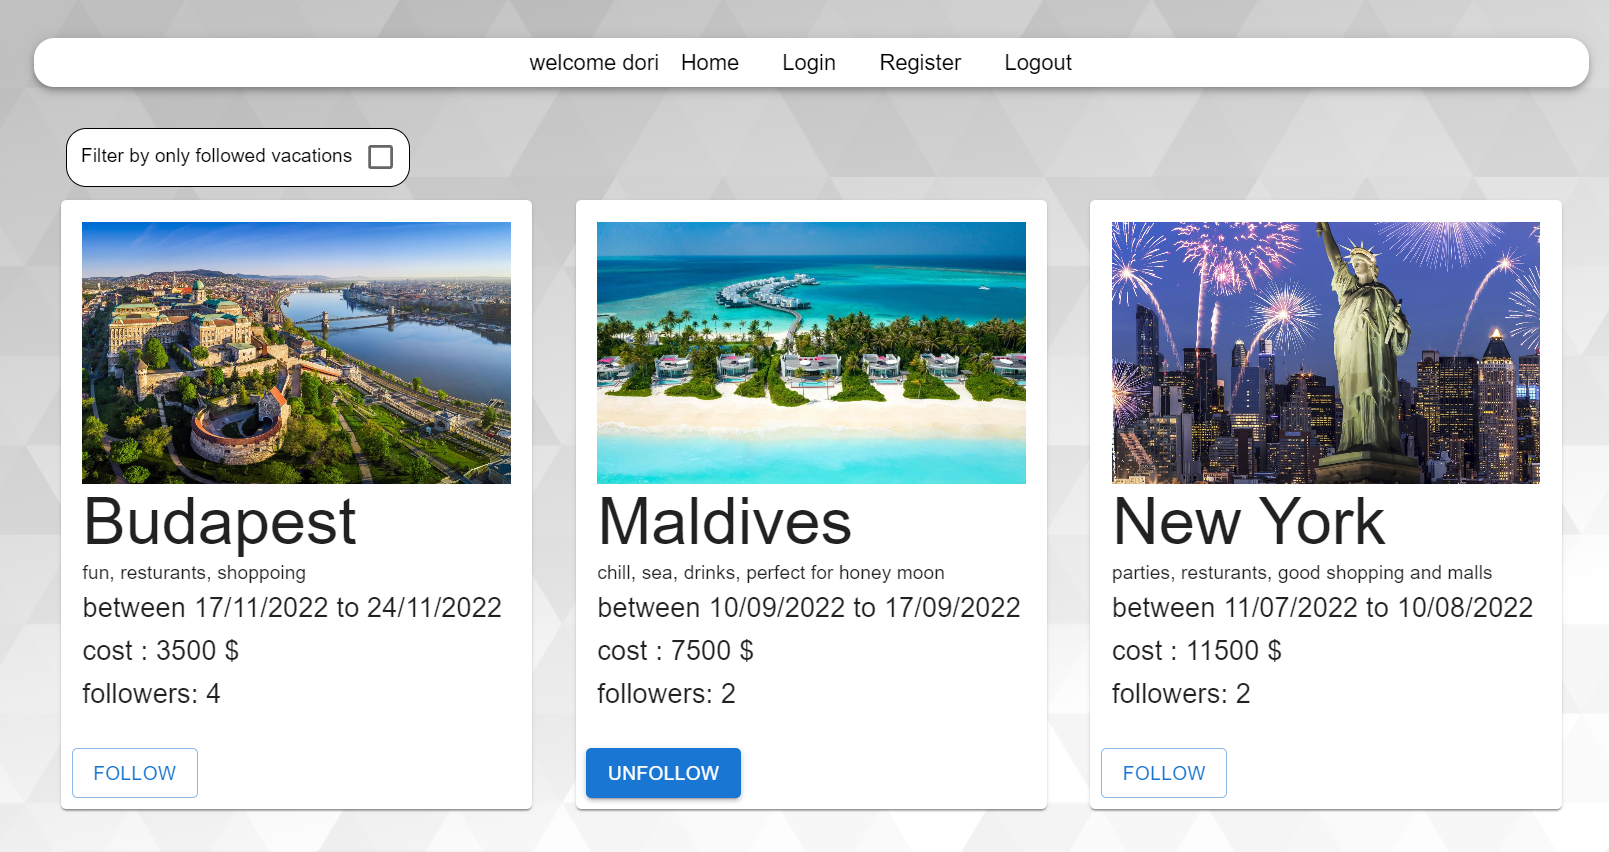 welcome dori Home Login Register Logout
Filter by only followed vacations
Budapest
fun, resturants, shoppoing
between 17/11/2022 to 24/11/2022
cost : 3500 $
followers: 4
FOLLOW
Maldives
chill, sea, drinks, perfect for honey moon
between 10/09/2022 to 17/09/2022
cost : 7500 $
followers: 2
UNFOLLOW
New York
parties, resturants, good shopping and malls
between 11/07/2022 to 10/08/2022
cost : 11500 $
followers: 2
FOLLOW